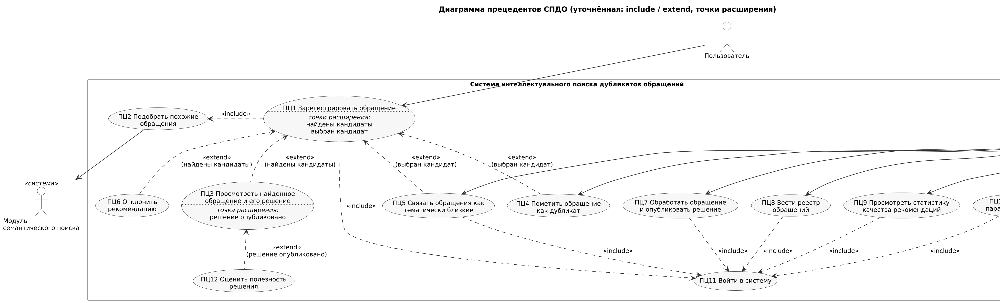 Диаграмма прецедентов СПДО (уточнённая: include / extend, точки расширения)
Пользователь
Система интеллектуального поиска дубликатов обращений
ПЦ1 Зарегистрировать обращение
точки расширения:
найдены кандидаты
выбран кандидат
«include»
ПЦ2 Подобрать похожие
обращения
«extend»
(найдены кандидаты)
«extend»
(найдены кандидаты)
«extend»
(выбран кандидат)
«extend»
(выбран кандидат)
«система»
Модуль
семантического поиска
ПЦ6 Отклонить
рекомендацию
ПЦ3 Просмотреть найденное
обращение и его решение
точка расширения:
решение опубликовано
«include»
ПЦ5 Связать обращения как
тематически близкие
ПЦ4 Пометить обращение
как дубликат
ПЦ7 Обработать обращение
и опубликовать решение
ПЦ8 Вести реестр
обращений
ПЦ9 Просмотреть статистику
качества рекомендаций
«extend»
(решение опубликовано)
«include»
«include»
«include»
«include»
«include»
ПЦ12 Оценить полезность
решения
ПЦ11 Войти в систему